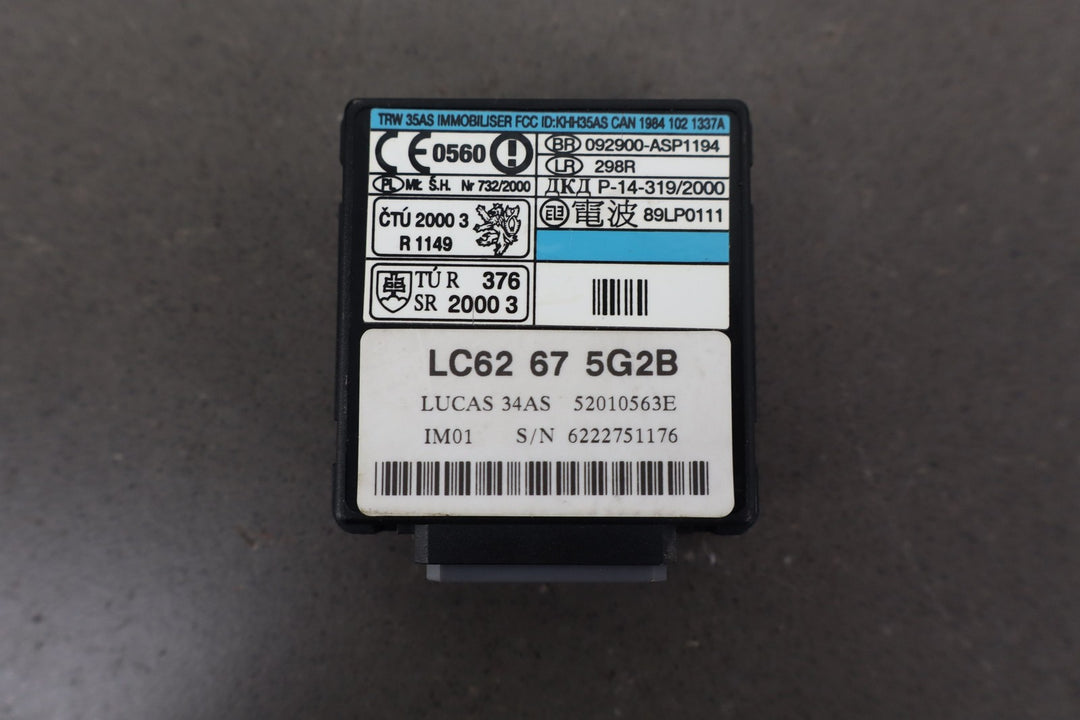 TRW 35AS IMMOBILISER FCC ID:KHH35AS CAN 1984 102 1337A
CE 0560
BR 092900-ASP1194
LR 298R
PL Mił. Š.H. Nr 732/2000
ДКД Р-14-319/2000
ČTÚ 2000 3
R 1149
電波 89LP0111
TÚ R 376
SR 2000 3
LC62 67 5G2B
LUCAS 34AS 52010563E
IM01 S/N 6222751176